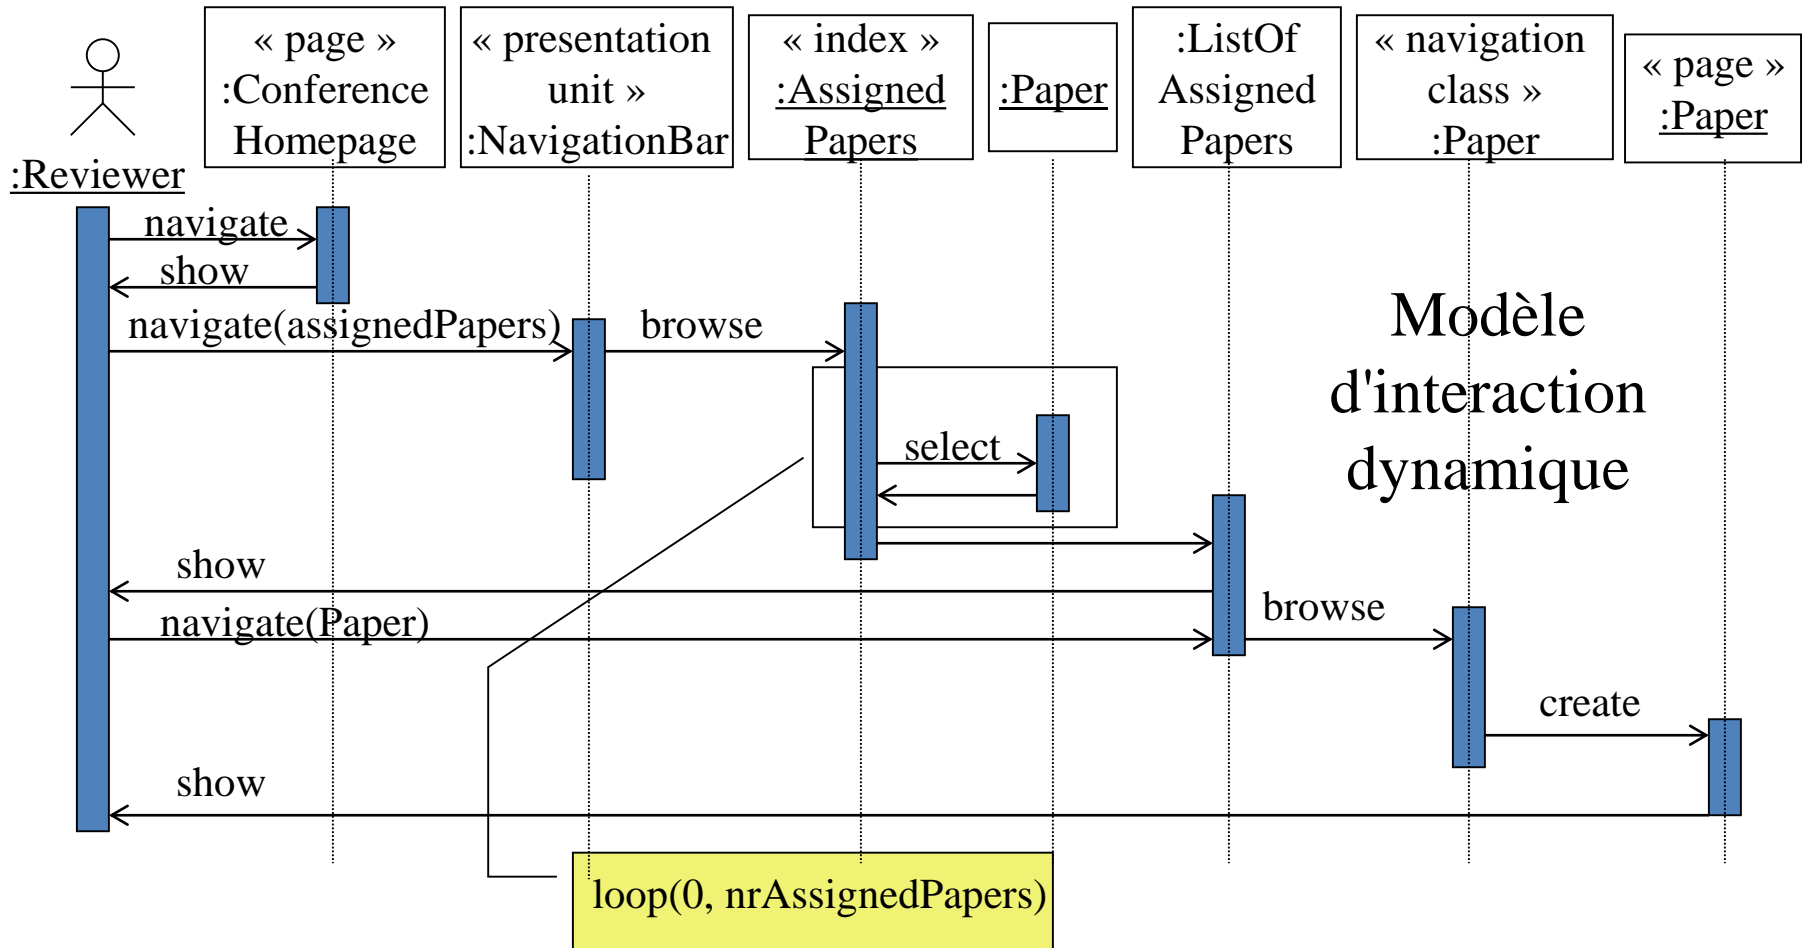 :Reviewer
« page »
:Conference
Homepage
« presentation
unit »
:NavigationBar
« index »
:Assigned
Papers
:Paper
:ListOf
Assigned
Papers
« navigation
class »
:Paper
« page »
:Paper
navigate
show
navigate(assignedPapers)
browse
select
Modèle
d'interaction
dynamique
show
navigate(Paper)
browse
create
show
loop(0, nrAssignedPapers)